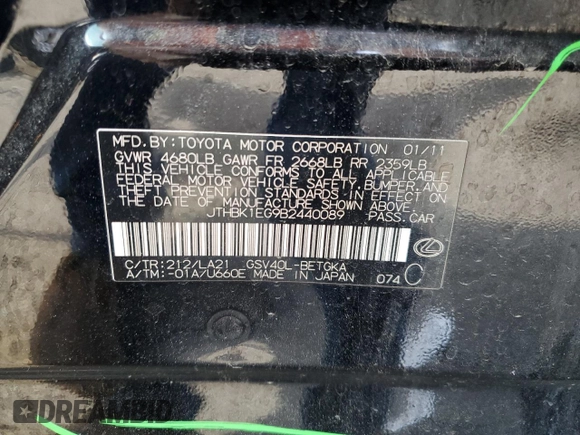 MFD.BY:TOYOTA MOTOR CORPORATION 01/11
GVWR 4680LB GAWR FR 2668LB RR 2359LB
THIS VEHICLE CONFORMS TO ALL APPLICABLE
FEDERAL MOTOR VEHICLE SAFETY, BUMPER, AND
THEFT PREVENTION STANDARDS IN EFFECT ON
THE DATE OF MANUFACTURE SHOWN ABOVE.
JTHBK1EG9B2440089 PASS.CAR
C/TR:212/LA21 GSV40L-BETGKA
A/TM:-01A/U660E MADE IN JAPAN 074C
DREAMBID